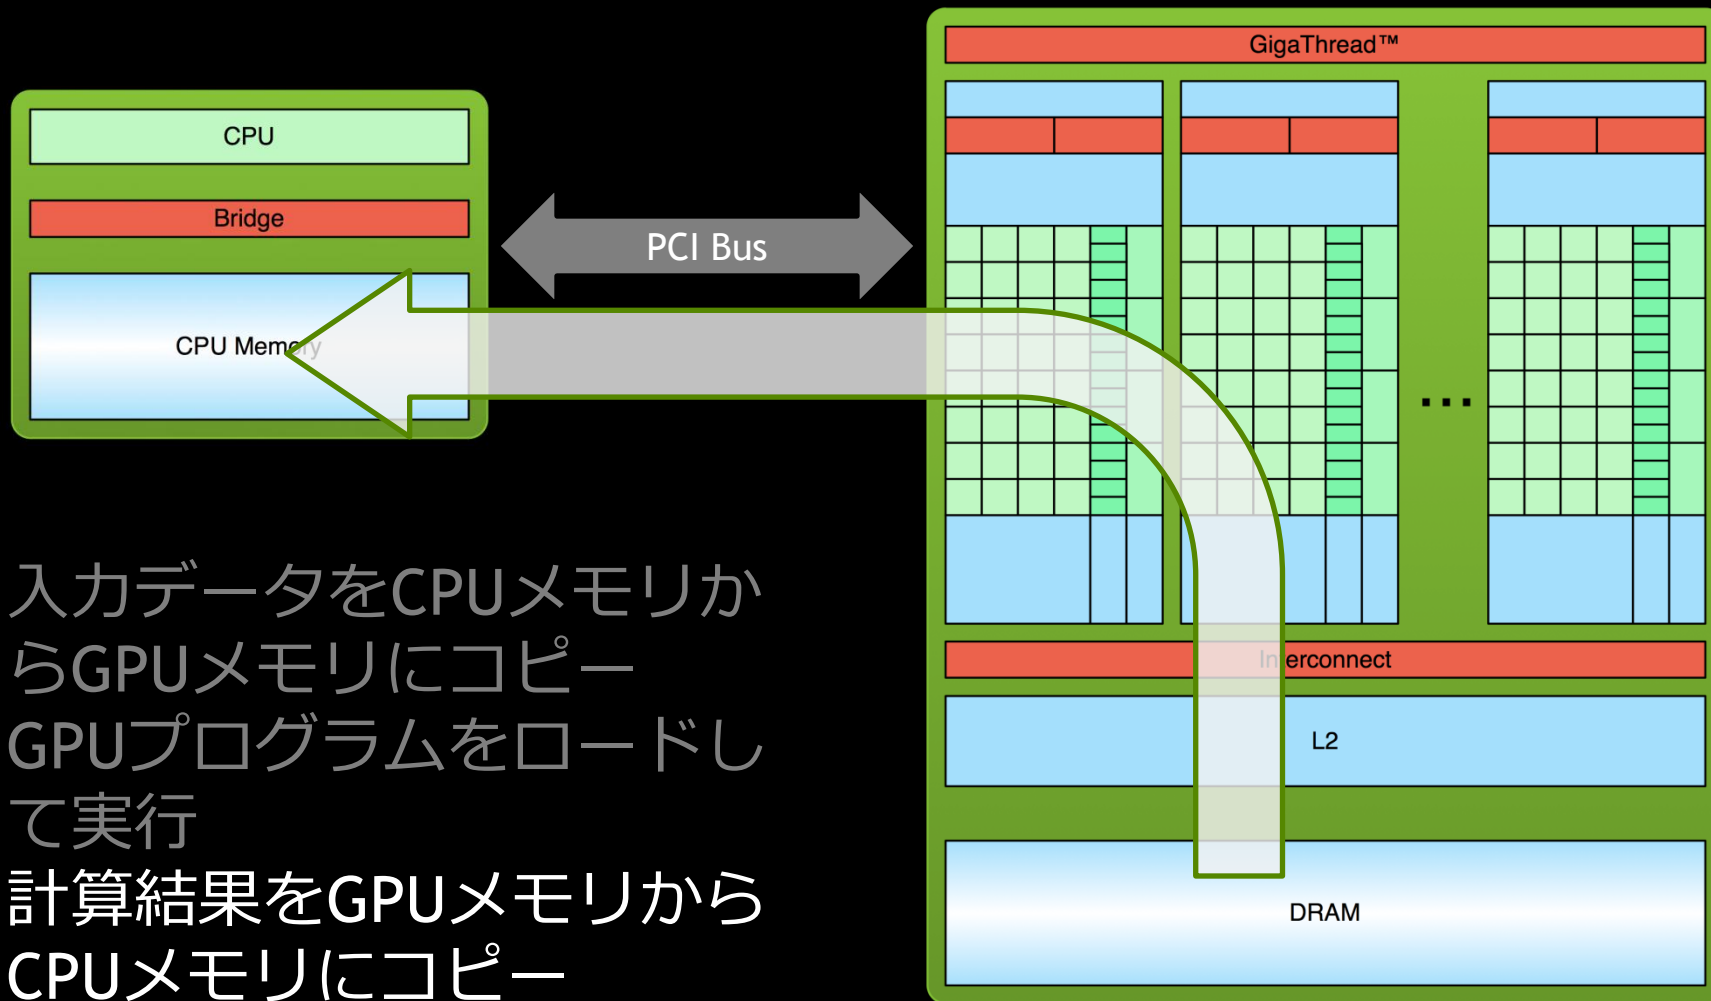 GigaThread™
CPU
Bridge
PCI Bus
CPU Memory
...
入力データをCPUメモリか
らGPUメモリにコピー
GPUプログラムをロードし
て実行
計算結果をGPUメモリから
CPUメモリにコピー
Interconnect
L2
DRAM